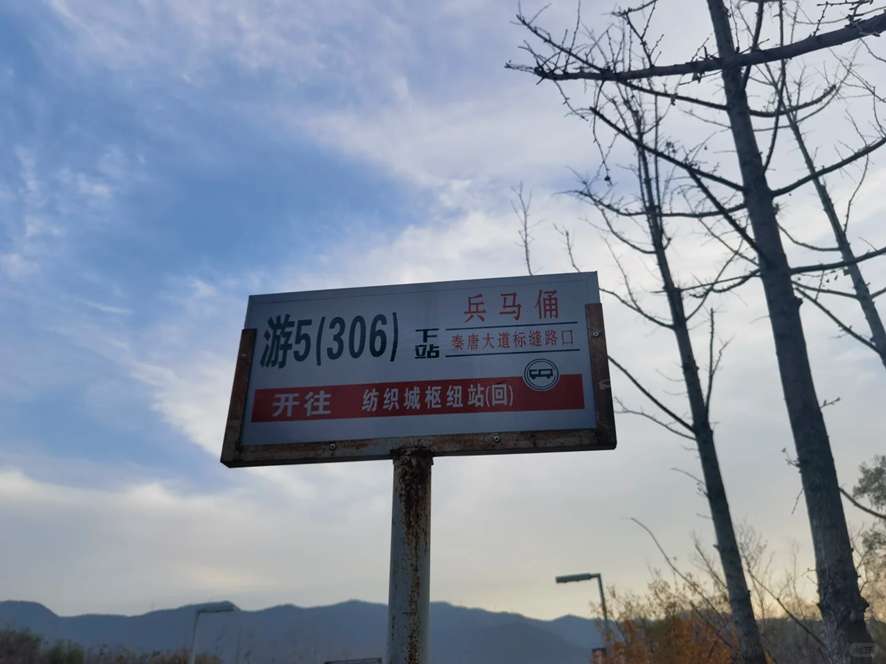 兵马俑
游5(306)
下站
秦唐大道标缝路口
开往 纺织城枢纽站(回)